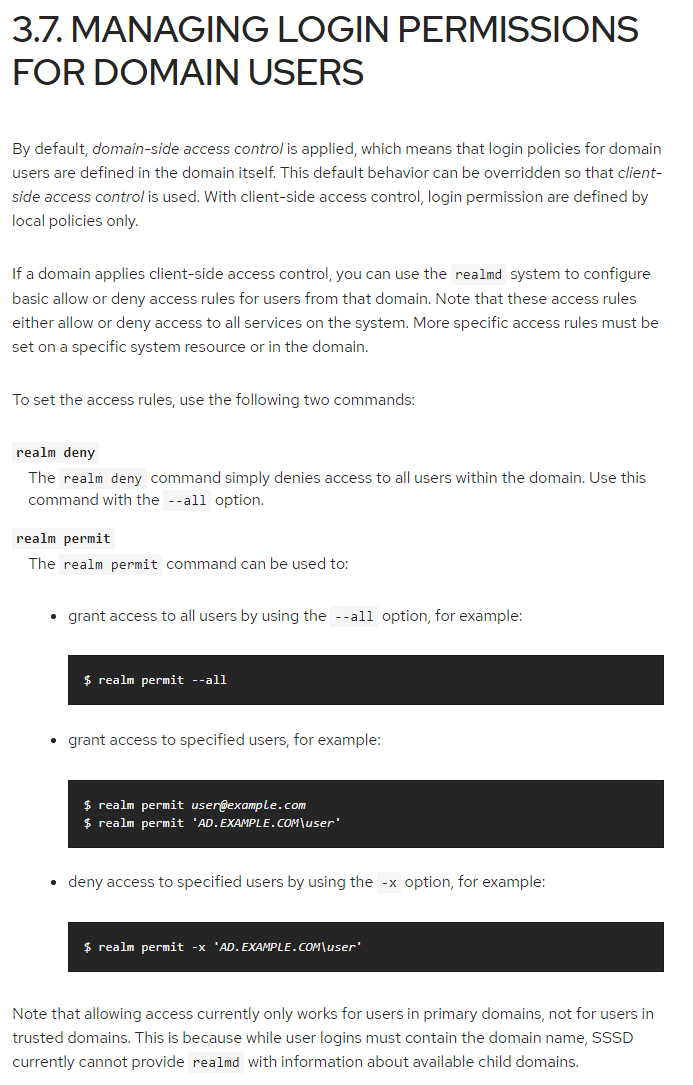 3.7. MANAGING LOGIN PERMISSIONS
FOR DOMAIN USERS
By default, domain-side access control is applied, which means that login policies for domain
users are defined in the domain itself. This default behavior can be overridden so that client-
side access control is used. With client-side access control, login permission are defined by
local policies only.
If a domain applies client-side access control, you can use the realmd system to configure
basic allow or deny access rules for users from that domain. Note that these access rules
either allow or deny access to all services on the system. More specific access rules must be
set on a specific system resource or in the domain.
To set the access rules, use the following two commands:
realm deny
The realm deny command simply denies access to all users within the domain. Use this
command with the --all option.
realm permit
The realm permit command can be used to:
• grant access to all users by using the --all option, for example:
$ realm permit --all
• grant access to specified users, for example:
$ realm permit user@example.com
$ realm permit 'AD.EXAMPLE.COM\user'
• deny access to specified users by using the -x option, for example:
$ realm permit -x 'AD.EXAMPLE.COM\user'
Note that allowing access currently only works for users in primary domains, not for users in
trusted domains. This is because while user logins must contain the domain name, SSSD
currently cannot provide realmd with information about available child domains.